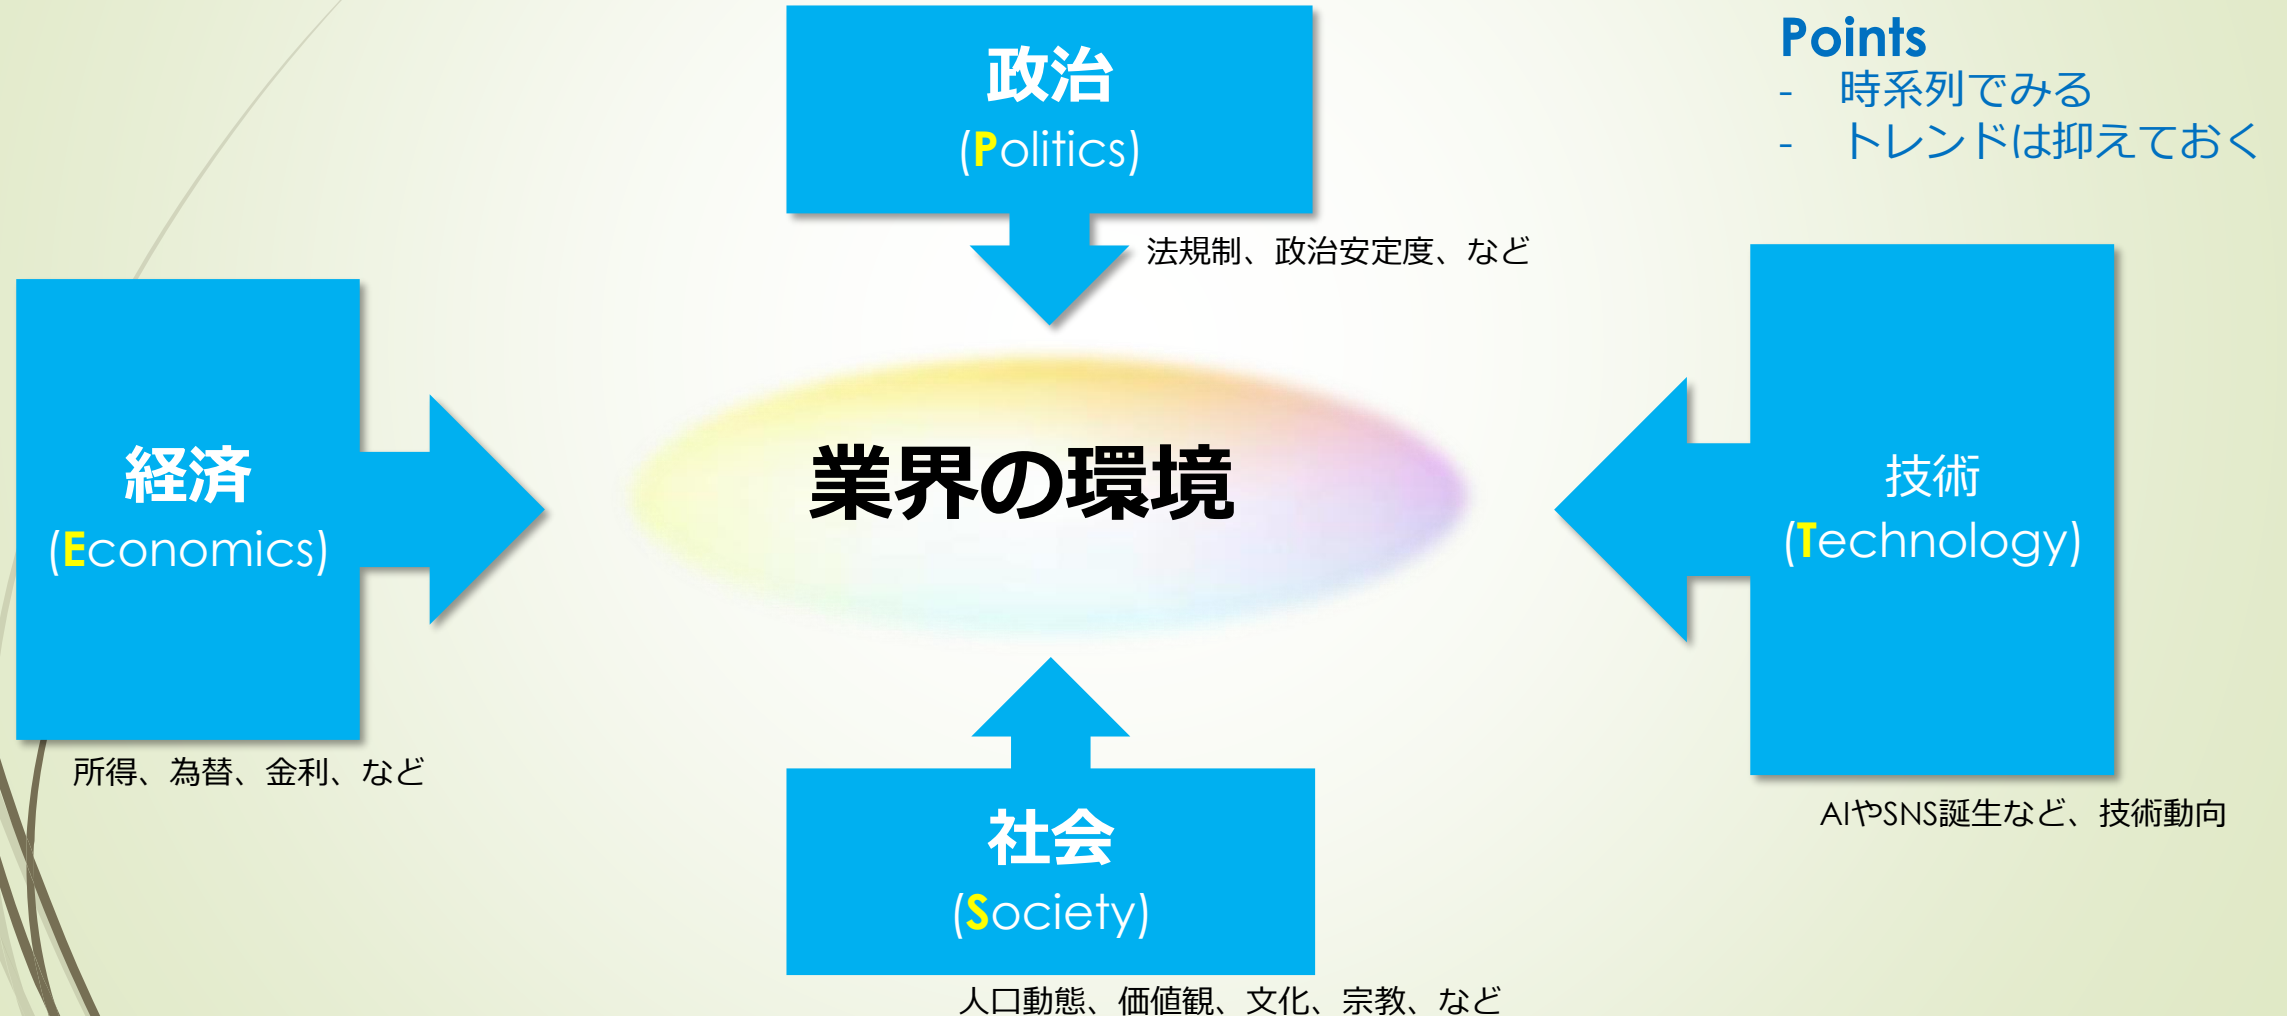 政治
(Politics)
法規制、政治安定度、など
Points
- 時系列でみる
- トレンドは抑えておく
経済
(Economics)
所得、為替、金利、など
業界の環境
技術
(Technology)
AIやSNS誕生など、技術動向
社会
(Society)
人口動態、価値観、文化、宗教、など